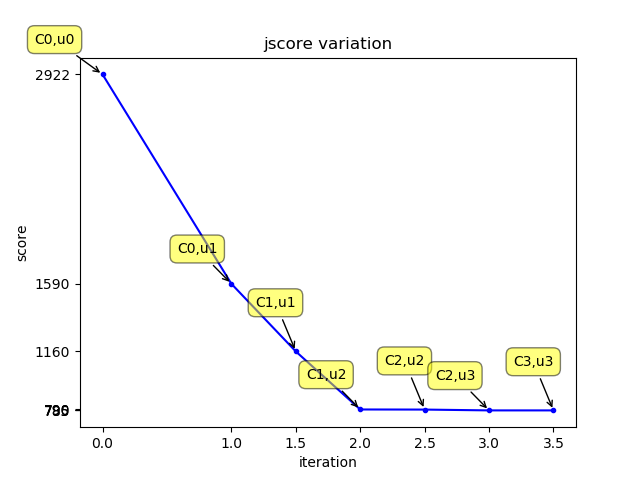 jscore variation
C0,u0
C0,u1
C1,u1
C1,u2
C2,u2
C2,u3
C3,u3
score
2922
1590
1160
0.0
1.0
1.5
2.0
2.5
3.0
3.5
iteration